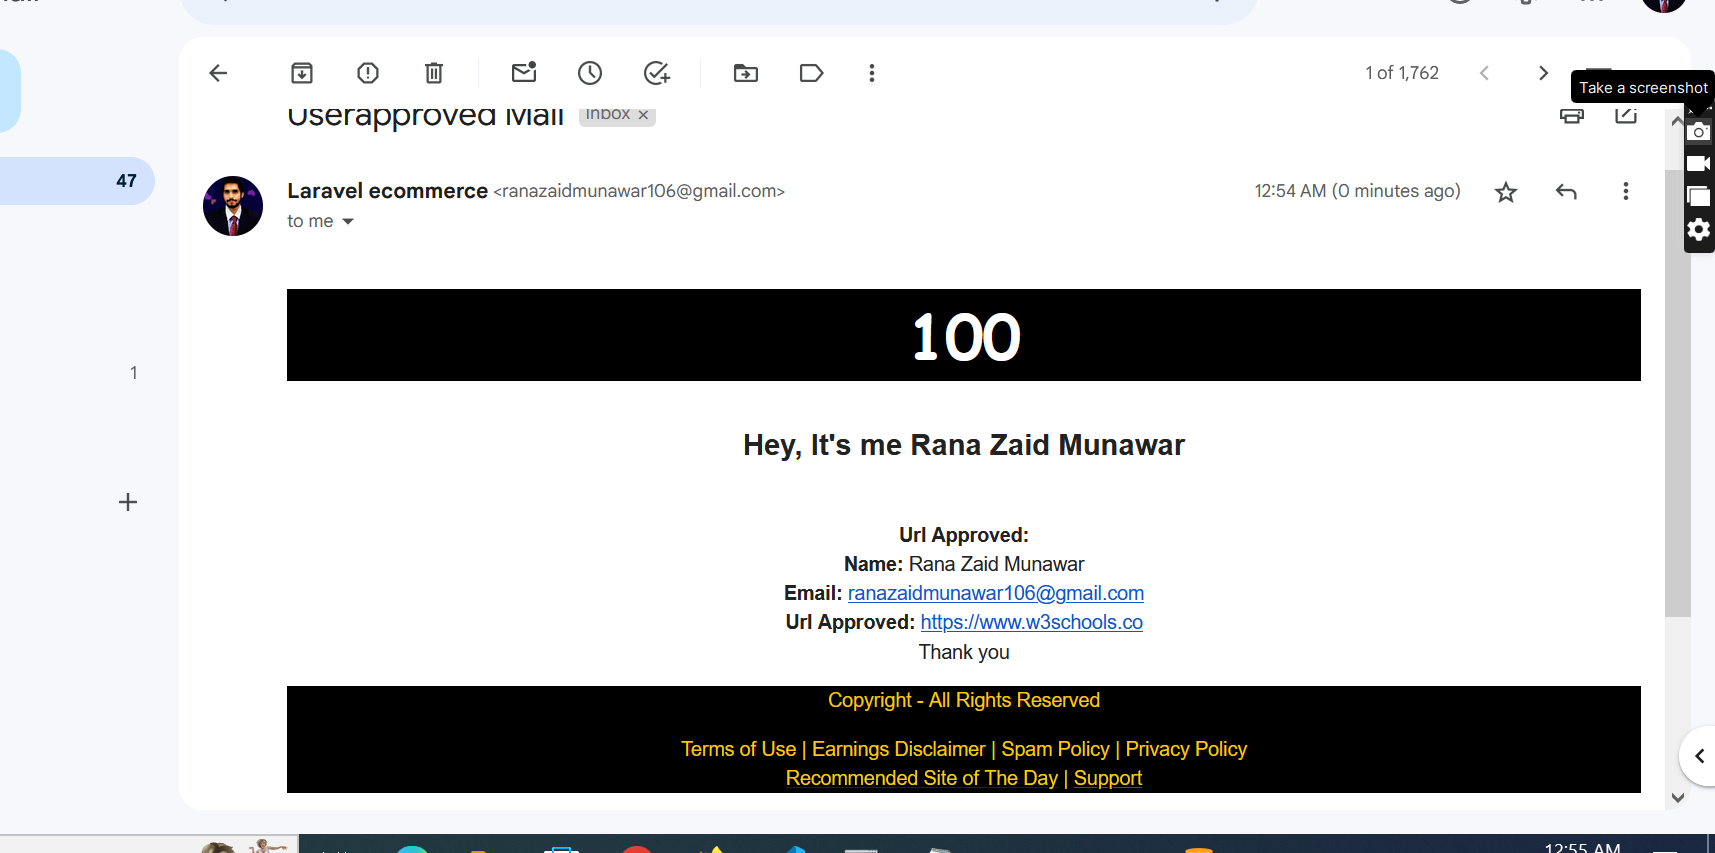 1 of 1,762
Take a screenshot
Userapproved Mail
Inbox ×
47
Laravel ecommerce <ranazaidmunawar106@gmail.com>
12:54 AM (0 minutes ago)
to me
100
1
Hey, It's me Rana Zaid Munawar
Url Approved:
Name: Rana Zaid Munawar
Email: ranazaidmunawar106@gmail.com
Url Approved: https://www.w3schools.co
Thank you
Copyright - All Rights Reserved
Terms of Use | Earnings Disclaimer | Spam Policy | Privacy Policy
Recommended Site of The Day | Support
12:55 AM